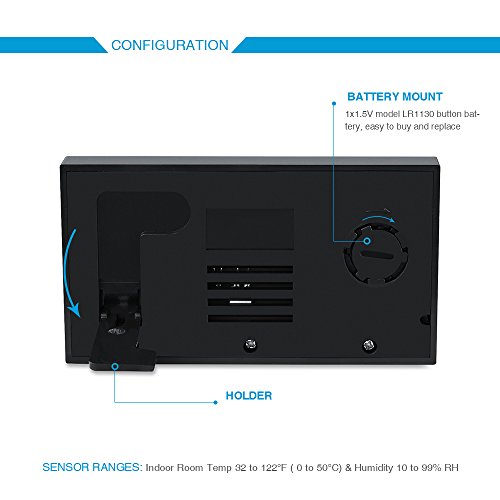 CONFIGURATION
BATTERY MOUNT
1x1.5V model LR1130 button bat-
tery, easy to buy and replace
HOLDER
SENSOR RANGES: Indoor Room Temp 32 to 122°F ( 0 to 50°C) & Humidity 10 to 99% RH